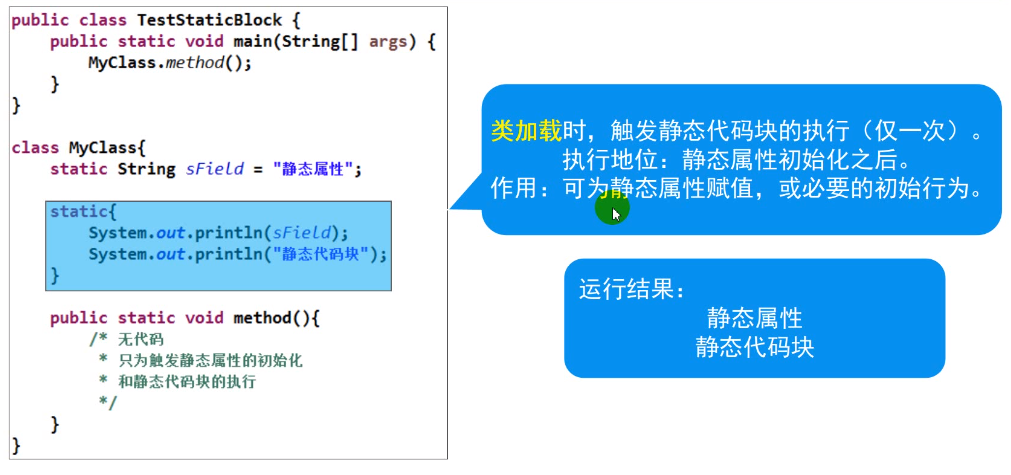 public class TestStaticBlock {
public static void main(String[] args) {
MyClass.method();
}
}
class MyClass{
static String sField = "静态属性";
static{
System.out.println(sField);
System.out.println("静态代码块");
}
public static void method(){
/* 无代码
* 只为触发静态属性的初始化
* 和静态代码块的执行
*/
}
}
类加载时，触发静态代码块的执行（仅一次）。
执行地位：静态属性初始化之后。
作用：可为静态属性赋值，或必要的初始行为。
运行结果：
静态属性
静态代码块